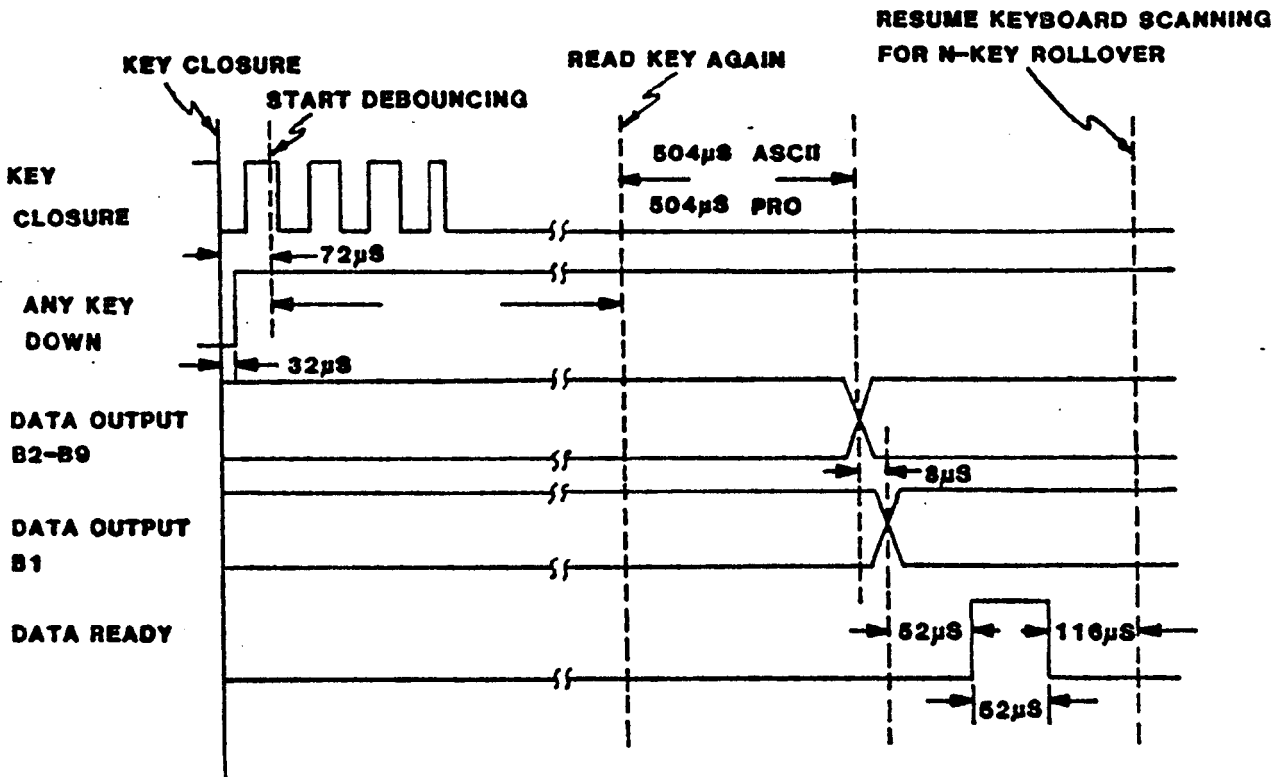 RESUME KEYBOARD SCANNING
FOR N-KEY ROLLOVER
KEY CLOSURE
READ KEY AGAIN
START DEBOUNCING
504µS ASCII
504µS PRO
KEY
CLOSURE
72µS
ANY KEY
DOWN
32µS
DATA OUTPUT
B2-B9
8µS
DATA OUTPUT
B1
DATA READY
52µS
116µS
52µS